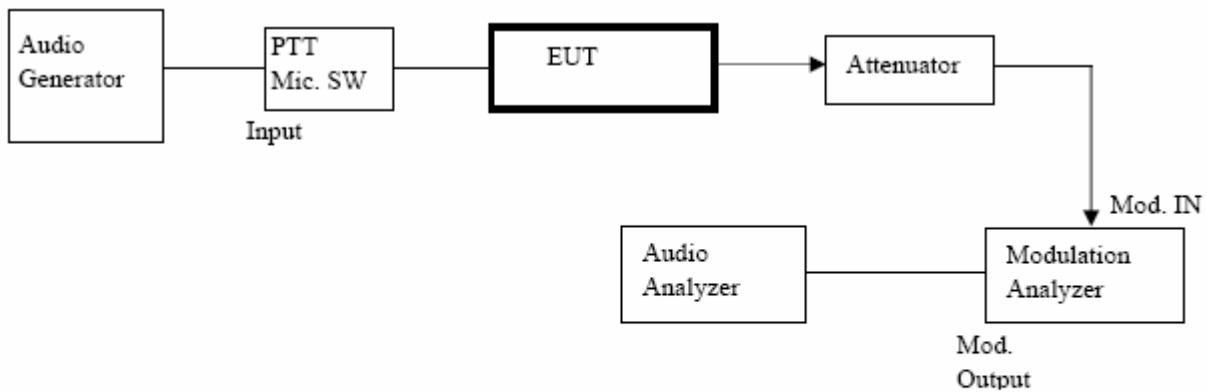 Audio
Generator
PTT
Mic. SW
Input
EUT
Attenuator
Mod. IN
Audio
Analyzer
Modulation
Analyzer
Mod.
Output